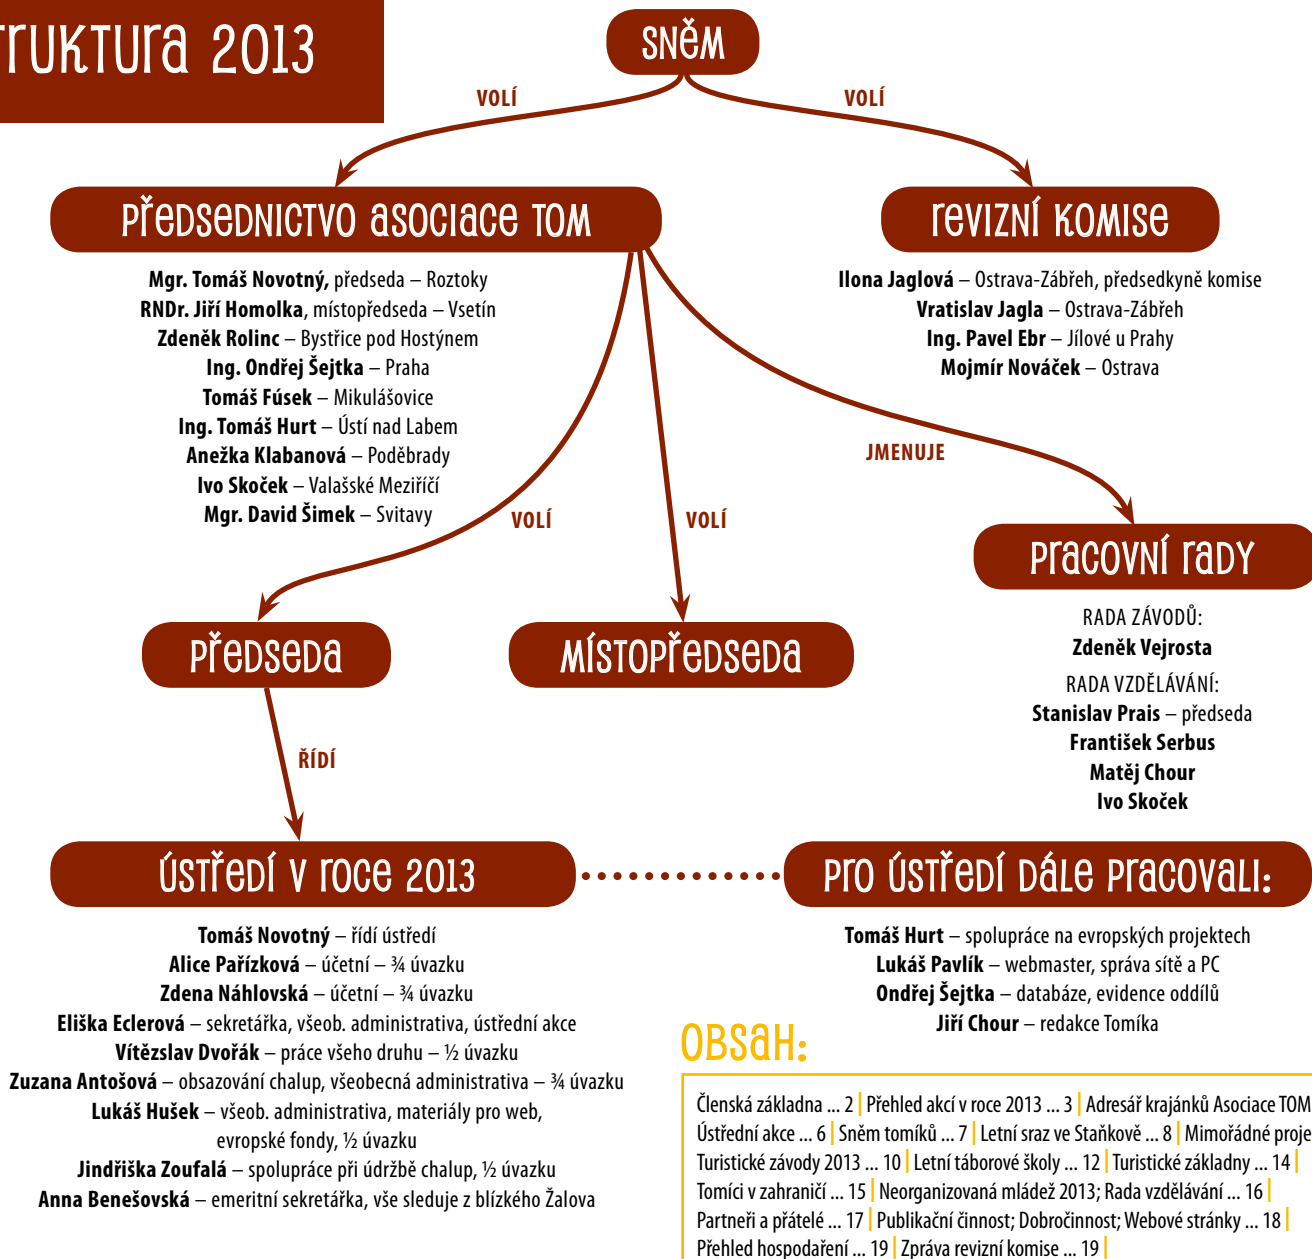 TRUKTURA 2013
SNĚM
VOLÍ
VOLÍ
PŘEDSEDNICTVO ASOCIACE TOM
Mgr. Tomáš Novotný, předseda – Roztoky
RNDr. Jiří Homolka, místopředseda – Vsetín
Zdeněk Rolinc – Bystřice pod Hostýnem
Ing. Ondřej Šejtka – Praha
Tomáš Fúsek – Mikulášovice
Ing. Tomáš Hurt – Ústí nad Labem
Anežka Klabanová – Poděbrady
Ivo Skoček – Valašské Meziříčí
Mgr. David Šimek – Svitavy
REVIZNÍ KOMISE
Ilona Jaglová – Ostrava-Zábřeh, předsedkyně komise
Vratislav Jagla – Ostrava-Zábřeh
Ing. Pavel Ebr – Jílové u Prahy
Mojmír Nováček – Ostrava
JMENUJE
VOLÍ
VOLÍ
PRACOVNÍ RADY
RADA ZÁVODŮ:
Zdeněk Vejrosta
RADA VZDĚLÁVÁNÍ:
Stanislav Prais – předseda
František Serbus
Matěj Chour
Ivo Skoček
PŘEDSEDA
MÍSTOPŘEDSEDA
ŘÍDÍ
ÚSTŘEDÍ V ROCE 2013
Tomáš Novotný – řídí ústředí
Alice Pařízková – účetní – ¾ úvazku
Zdena Náhlovská – účetní – ¾ úvazku
Eliška Eclerová – sekretářka, všeob. administrativa, ústřední akce
Vítězslav Dvořák – práce všeho druhu – ½ úvazku
Zuzana Antošová – obsazování chalup, všeobecná administrativa – ¾ úvazku
Lukáš Hušek – všeob. administrativa, materiály pro web,
evropské fondy, ½ úvazku
Jindřiška Zoufalá – spolupráce při údržbě chalup, ½ úvazku
Anna Benešovská – emeritní sekretářka, vše sleduje z blízkého Žalova
PRO ÚSTŘEDÍ DÁLE PRACOVALI:
Tomáš Hurt – spolupráce na evropských projektech
Lukáš Pavlík – webmaster, správa sítě a PC
Ondřej Šejtka – databáze, evidence oddílů
Jiří Chour – redakce Tomíka
OBSAH:
Členská základna ... 2 | Přehled akcí v roce 2013 ... 3 | Adresář krajánků Asociace TOM
Ústřední akce ... 6 | Sněm tomíků ... 7 | Letní sraz ve Staňkově ... 8 | Mimořádné proje
Turistické závody 2013 ... 10 | Letní táborové školy ... 12 | Turistické základny ... 14 |
Tomíci v zahraničí ... 15 | Neorganizovaná mládež 2013; Rada vzdělávání ... 16 |
Partneři a přátelé ... 17 | Publikační činnost; Dobročinnost; Webové stránky ... 18 |
Přehled hospodaření ... 19 | Zpráva revizní komise ... 19 |